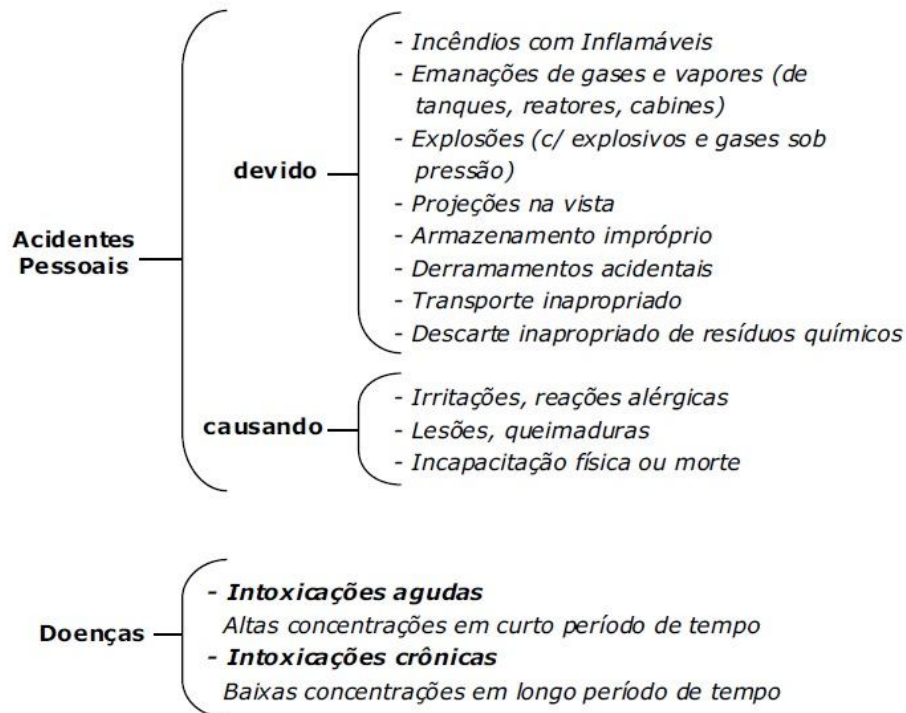 - Incêndios com Inflamáveis
- Emanações de gases e vapores (de
tanques, reatores, cabines)
- Explosões (c/ explosivos e gases sob
pressão)
- Projeções na vista
- Armazenamento impróprio
- Derramamentos acidentais
- Transporte inapropriado
- Descarte inapropriado de resíduos químicos
devido
Acidentes
Pessoais
causando
- Irritações, reações alérgicas
- Lesões, queimaduras
- Incapacitação física ou morte
Doenças
- Intoxicações agudas
Altas concentrações em curto período de tempo
- Intoxicações crônicas
Baixas concentrações em longo período de tempo